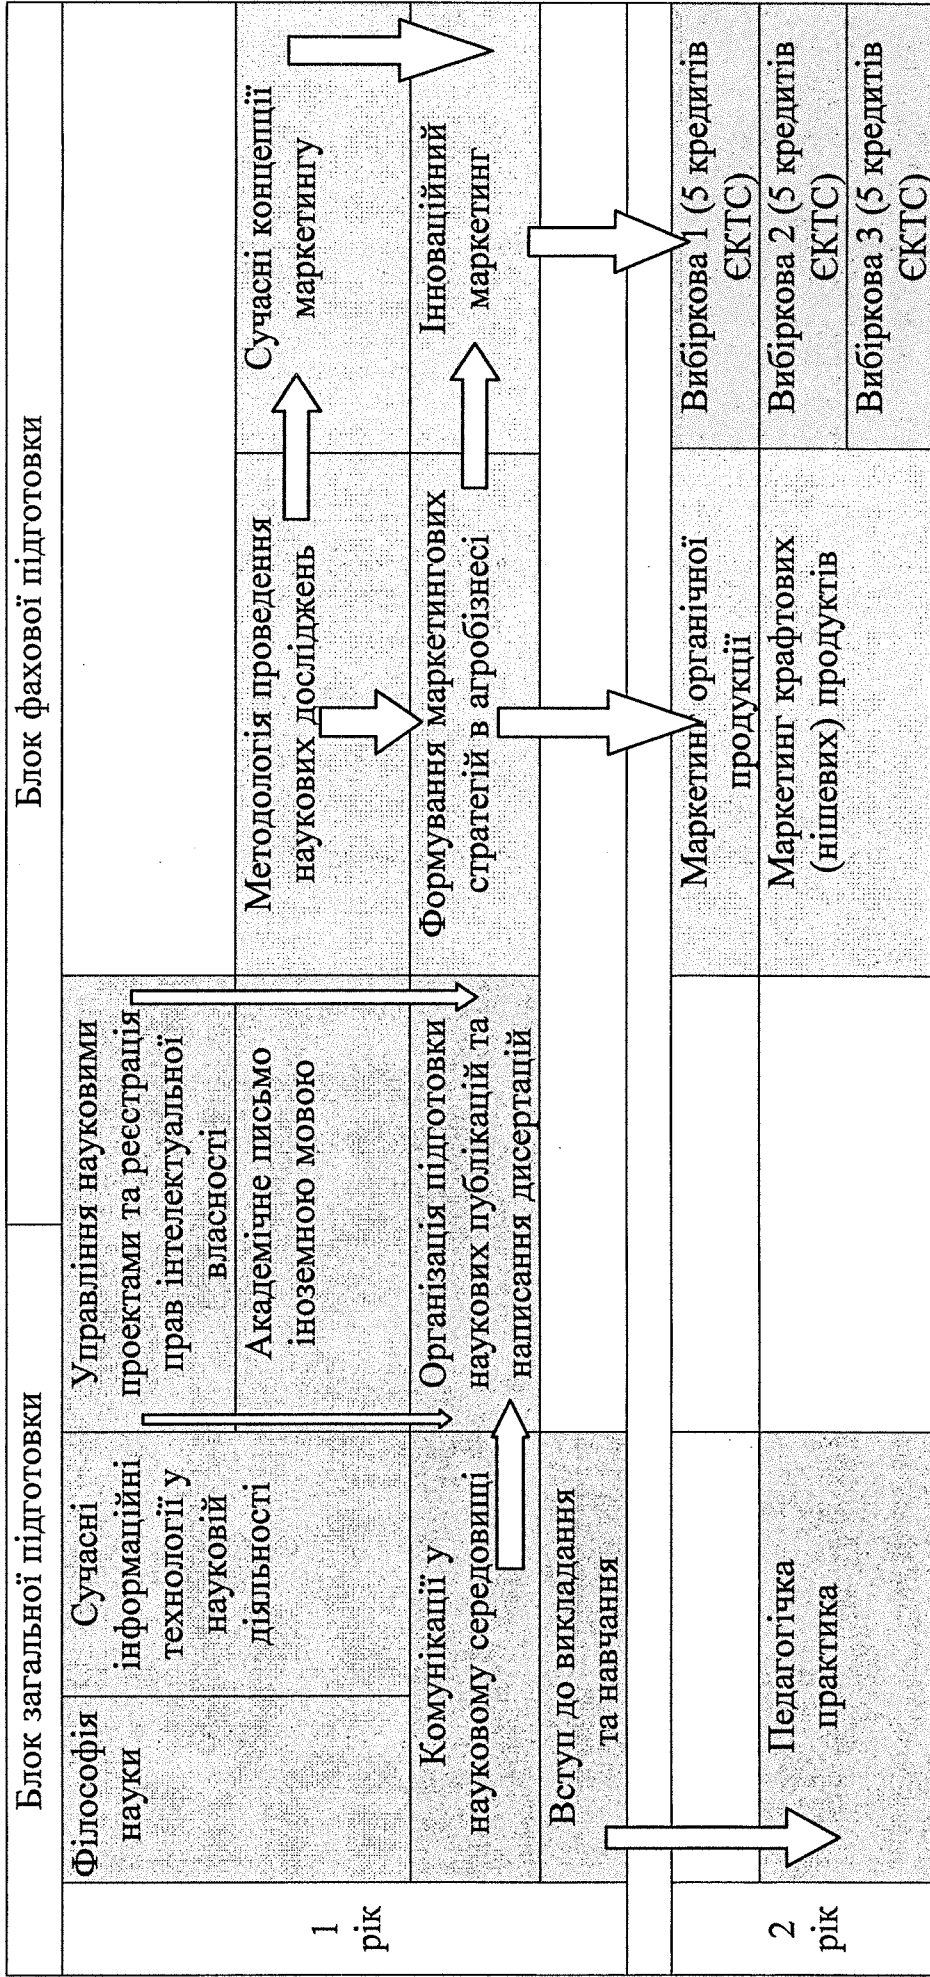 Блок загальної підготовки
Блок фахової підготовки
1
рік
Філософія
науки
Сучасні
інформаційні
технології у
науковій
діяльності
Управління науковими
проектами та реєстрація
прав інтелектуальної
власності
Академічне письмо
іноземною мовою
Методологія проведення
наукових досліджень
Сучасні концепції
маркетингу
Комунікації у
науковому середовищі
Організація підготовки
наукових публікацій та
написання дисертацій
Формування маркетингових
стратегій в агробізнесі
Інноваційний
маркетинг
Вступ до викладання
та навчання
2
рік
Педагогічка
практика
Маркетинг органічної
продукції
Маркетинг крафтових
(нішевих) продуктів
Вибіркова 1 (5 кредитів
ЄКТС)
Вибіркова 2 (5 кредитів
ЄКТС)
Вибіркова 3 (5 кредитів
ЄКТС)